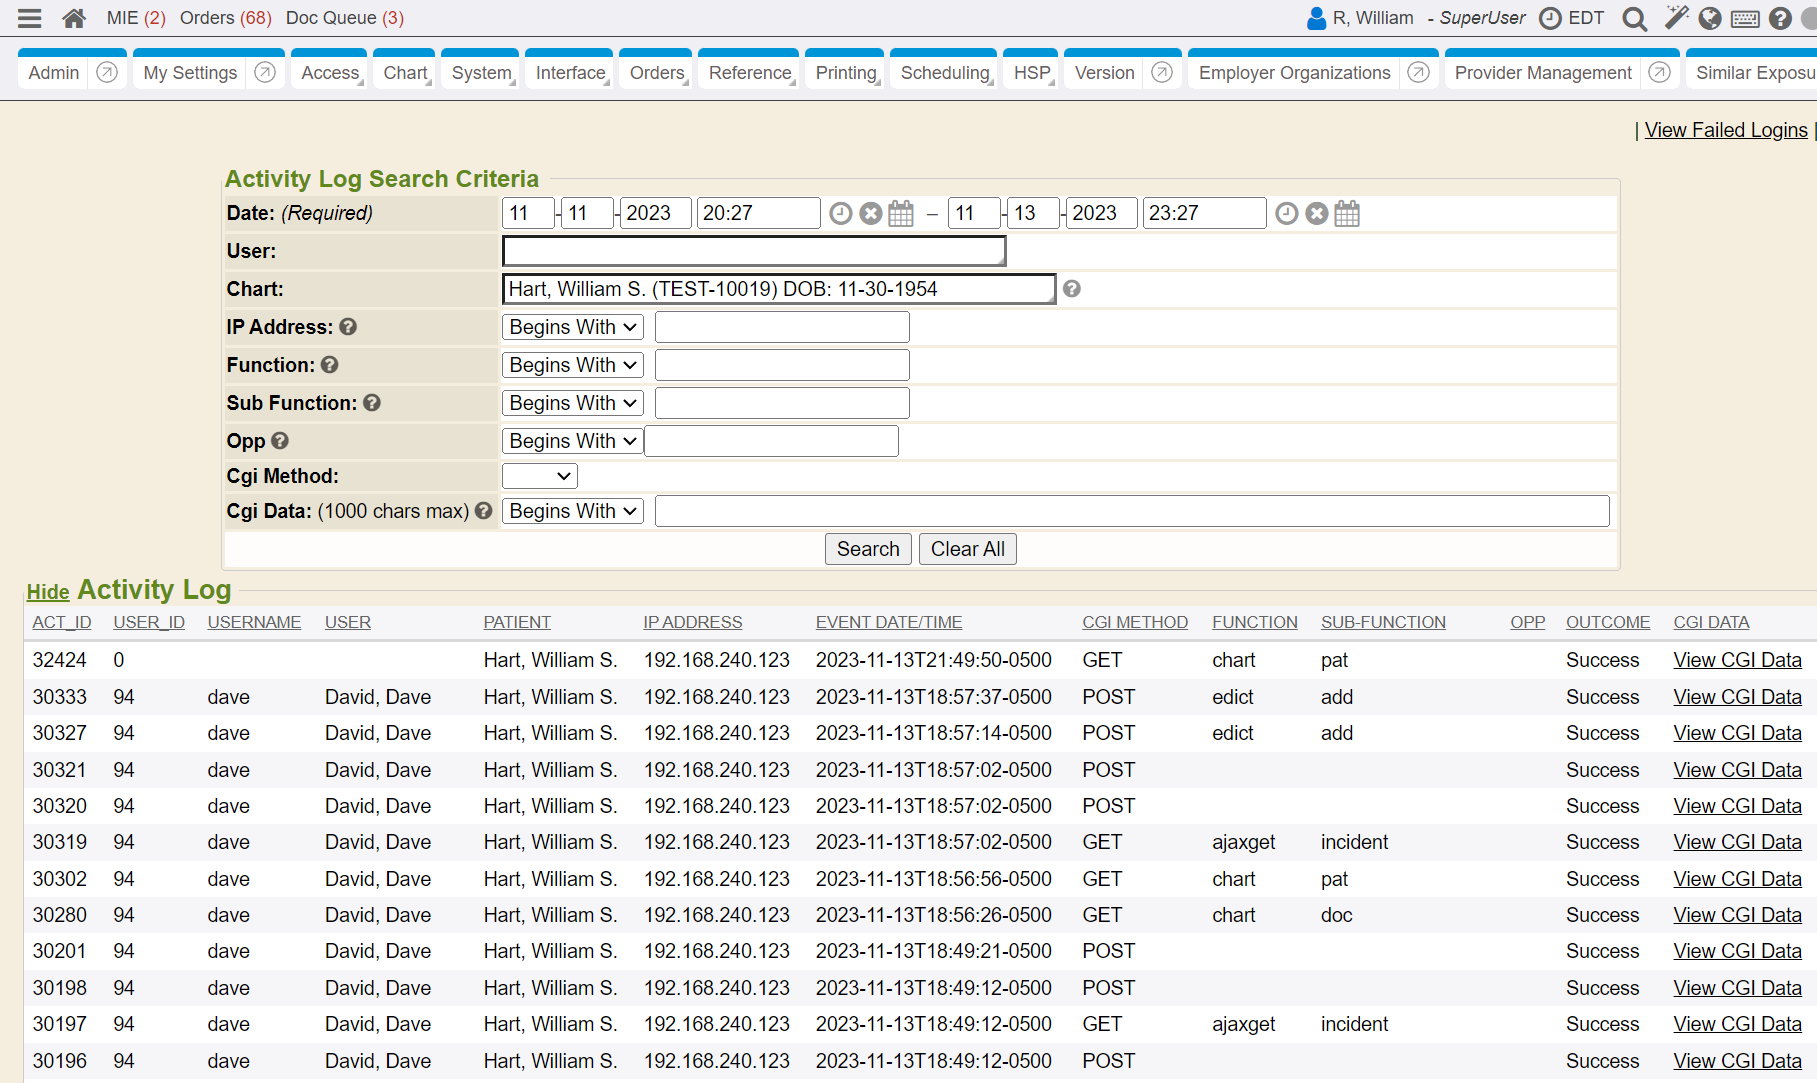 MIE (2) Orders (68) Doc Queue (3) R, William - SuperUser EDT
Admin My Settings Access Chart System Interface Orders Reference Printing Scheduling HSP Version Employer Organizations Provider Management Similar Exposu
| View Failed Logins |
Activity Log Search Criteria
Date: (Required) 11 - 11 - 2023 20:27 – 11 - 13 - 2023 23:27
User:
Chart: Hart, William S. (TEST-10019) DOB: 11-30-1954
IP Address: Begins With
Function: Begins With
Sub Function: Begins With
Opp Begins With
Cgi Method:
Cgi Data: (1000 chars max) Begins With
Search Clear All
Hide Activity Log
ACT_ID USER_ID USERNAME USER PATIENT IP ADDRESS EVENT DATE/TIME CGI METHOD FUNCTION SUB-FUNCTION OPP OUTCOME CGI DATA
32424 0 Hart, William S. 192.168.240.123 2023-11-13T21:49:50-0500 GET chart pat Success View CGI Data
30333 94 dave David, Dave Hart, William S. 192.168.240.123 2023-11-13T18:57:37-0500 POST edict add Success View CGI Data
30327 94 dave David, Dave Hart, William S. 192.168.240.123 2023-11-13T18:57:14-0500 POST edict add Success View CGI Data
30321 94 dave David, Dave Hart, William S. 192.168.240.123 2023-11-13T18:57:02-0500 POST Success View CGI Data
30320 94 dave David, Dave Hart, William S. 192.168.240.123 2023-11-13T18:57:02-0500 POST Success View CGI Data
30319 94 dave David, Dave Hart, William S. 192.168.240.123 2023-11-13T18:57:02-0500 GET ajaxget incident Success View CGI Data
30302 94 dave David, Dave Hart, William S. 192.168.240.123 2023-11-13T18:56:56-0500 GET chart pat Success View CGI Data
30280 94 dave David, Dave Hart, William S. 192.168.240.123 2023-11-13T18:56:26-0500 GET chart doc Success View CGI Data
30201 94 dave David, Dave Hart, William S. 192.168.240.123 2023-11-13T18:49:21-0500 POST Success View CGI Data
30198 94 dave David, Dave Hart, William S. 192.168.240.123 2023-11-13T18:49:12-0500 POST Success View CGI Data
30197 94 dave David, Dave Hart, William S. 192.168.240.123 2023-11-13T18:49:12-0500 GET ajaxget incident Success View CGI Data
30196 94 dave David, Dave Hart, William S. 192.168.240.123 2023-11-13T18:49:12-0500 POST Success View CGI Data